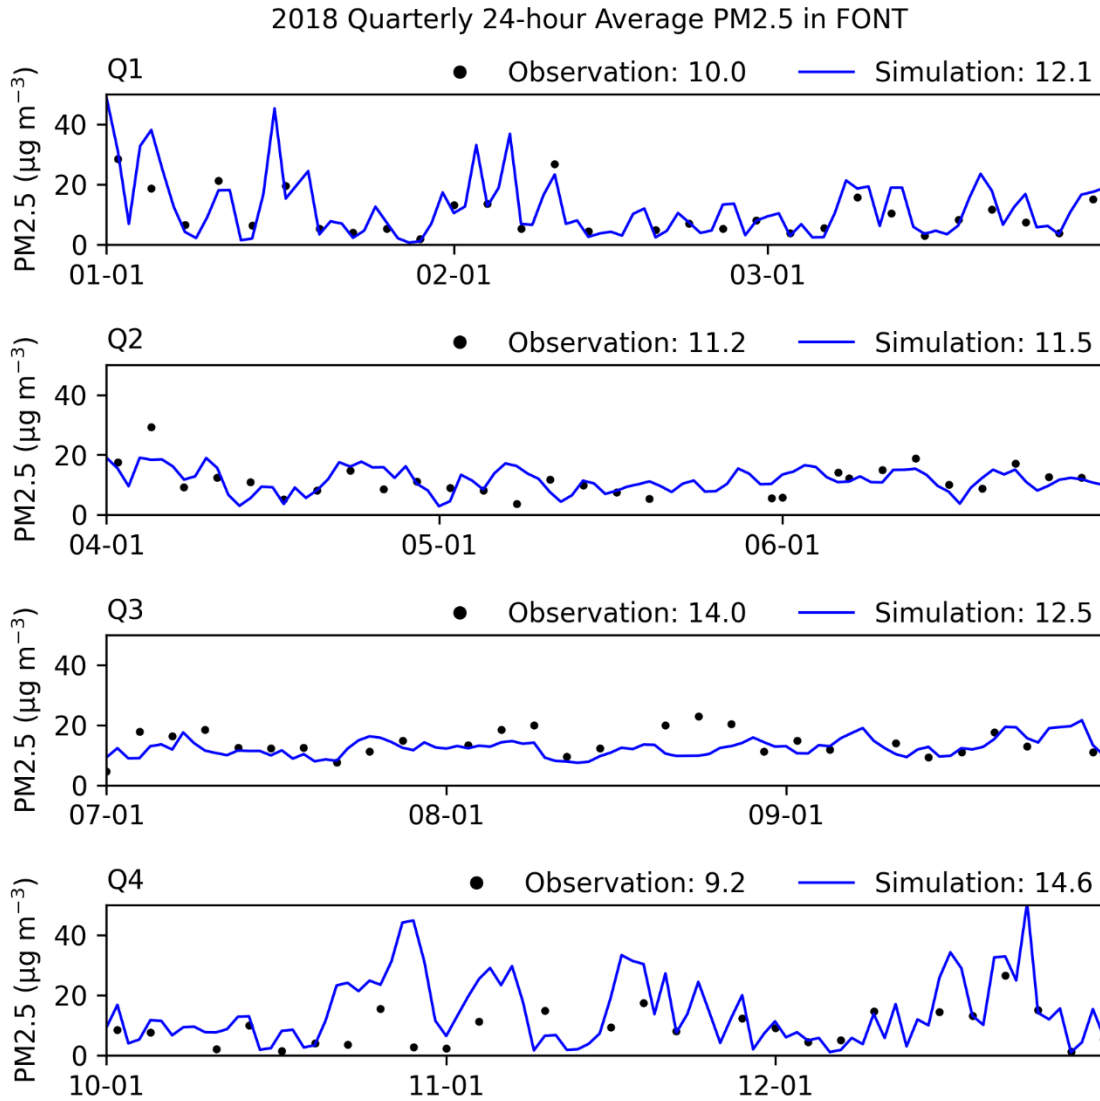 2018 Quarterly 24-hour Average PM2.5 in FONT
Q1 Observation: 10.0 Simulation: 12.1
PM2.5 (µg m⁻³)
40
20
0
01-01 02-01 03-01
Q2 Observation: 11.2 Simulation: 11.5
PM2.5 (µg m⁻³)
40
20
0
04-01 05-01 06-01
Q3 Observation: 14.0 Simulation: 12.5
PM2.5 (µg m⁻³)
40
20
0
07-01 08-01 09-01
Q4 Observation: 9.2 Simulation: 14.6
PM2.5 (µg m⁻³)
40
20
0
10-01 11-01 12-01